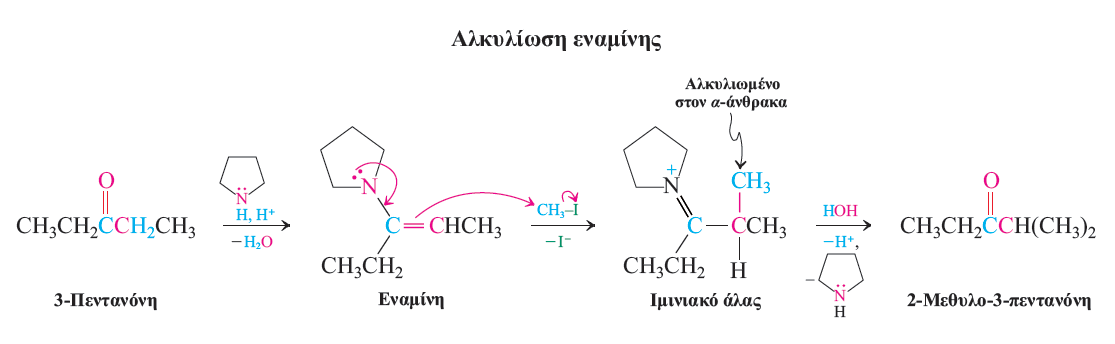 Αλκυλίωση εναμίνης
Αλκυλιωμένο
στον α-άνθρακα
O
CH₃CH₂CCH₂CH₃
N̈
H, H⁺
−H₂O
N̈
C=CHCH₃
CH₃CH₂
CH₃–I
−I⁻
+
N
CH₃
C–CCH₃
CH₃CH₂ H
HOH
−H⁺,
−
N̈
H
O
CH₃CH₂CCH(CH₃)₂
3-Πεντανόνη
Εναμίνη
Ιμινιακό άλας
2-Μεθυλο-3-πεντανόνη